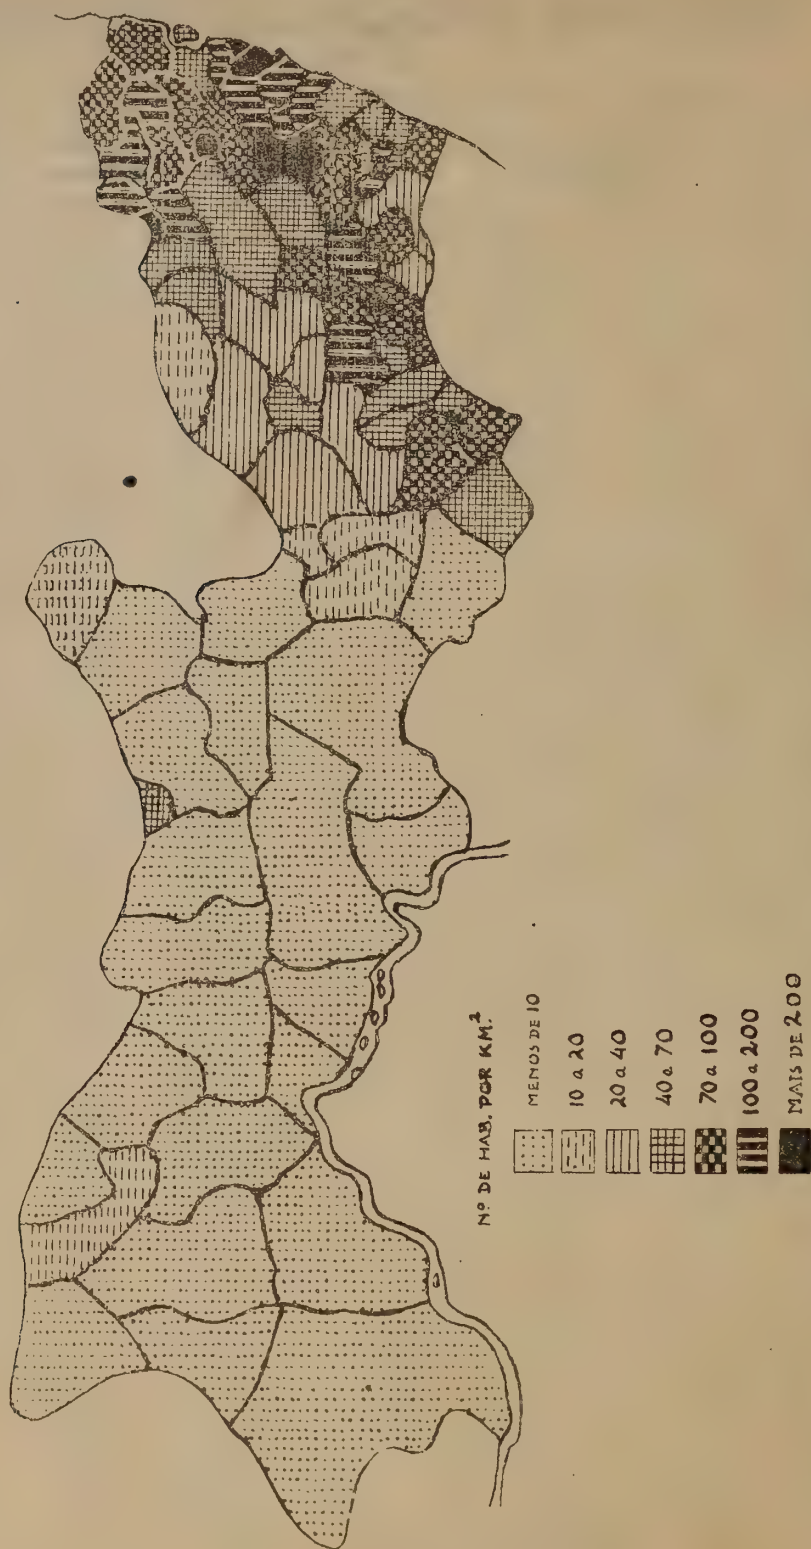 Nº DE HAB. POR KM.²
MENOS DE 10
10 a 20
20 a 40
40 a 70
70 a 100
100 a 200
MAIS DE 200